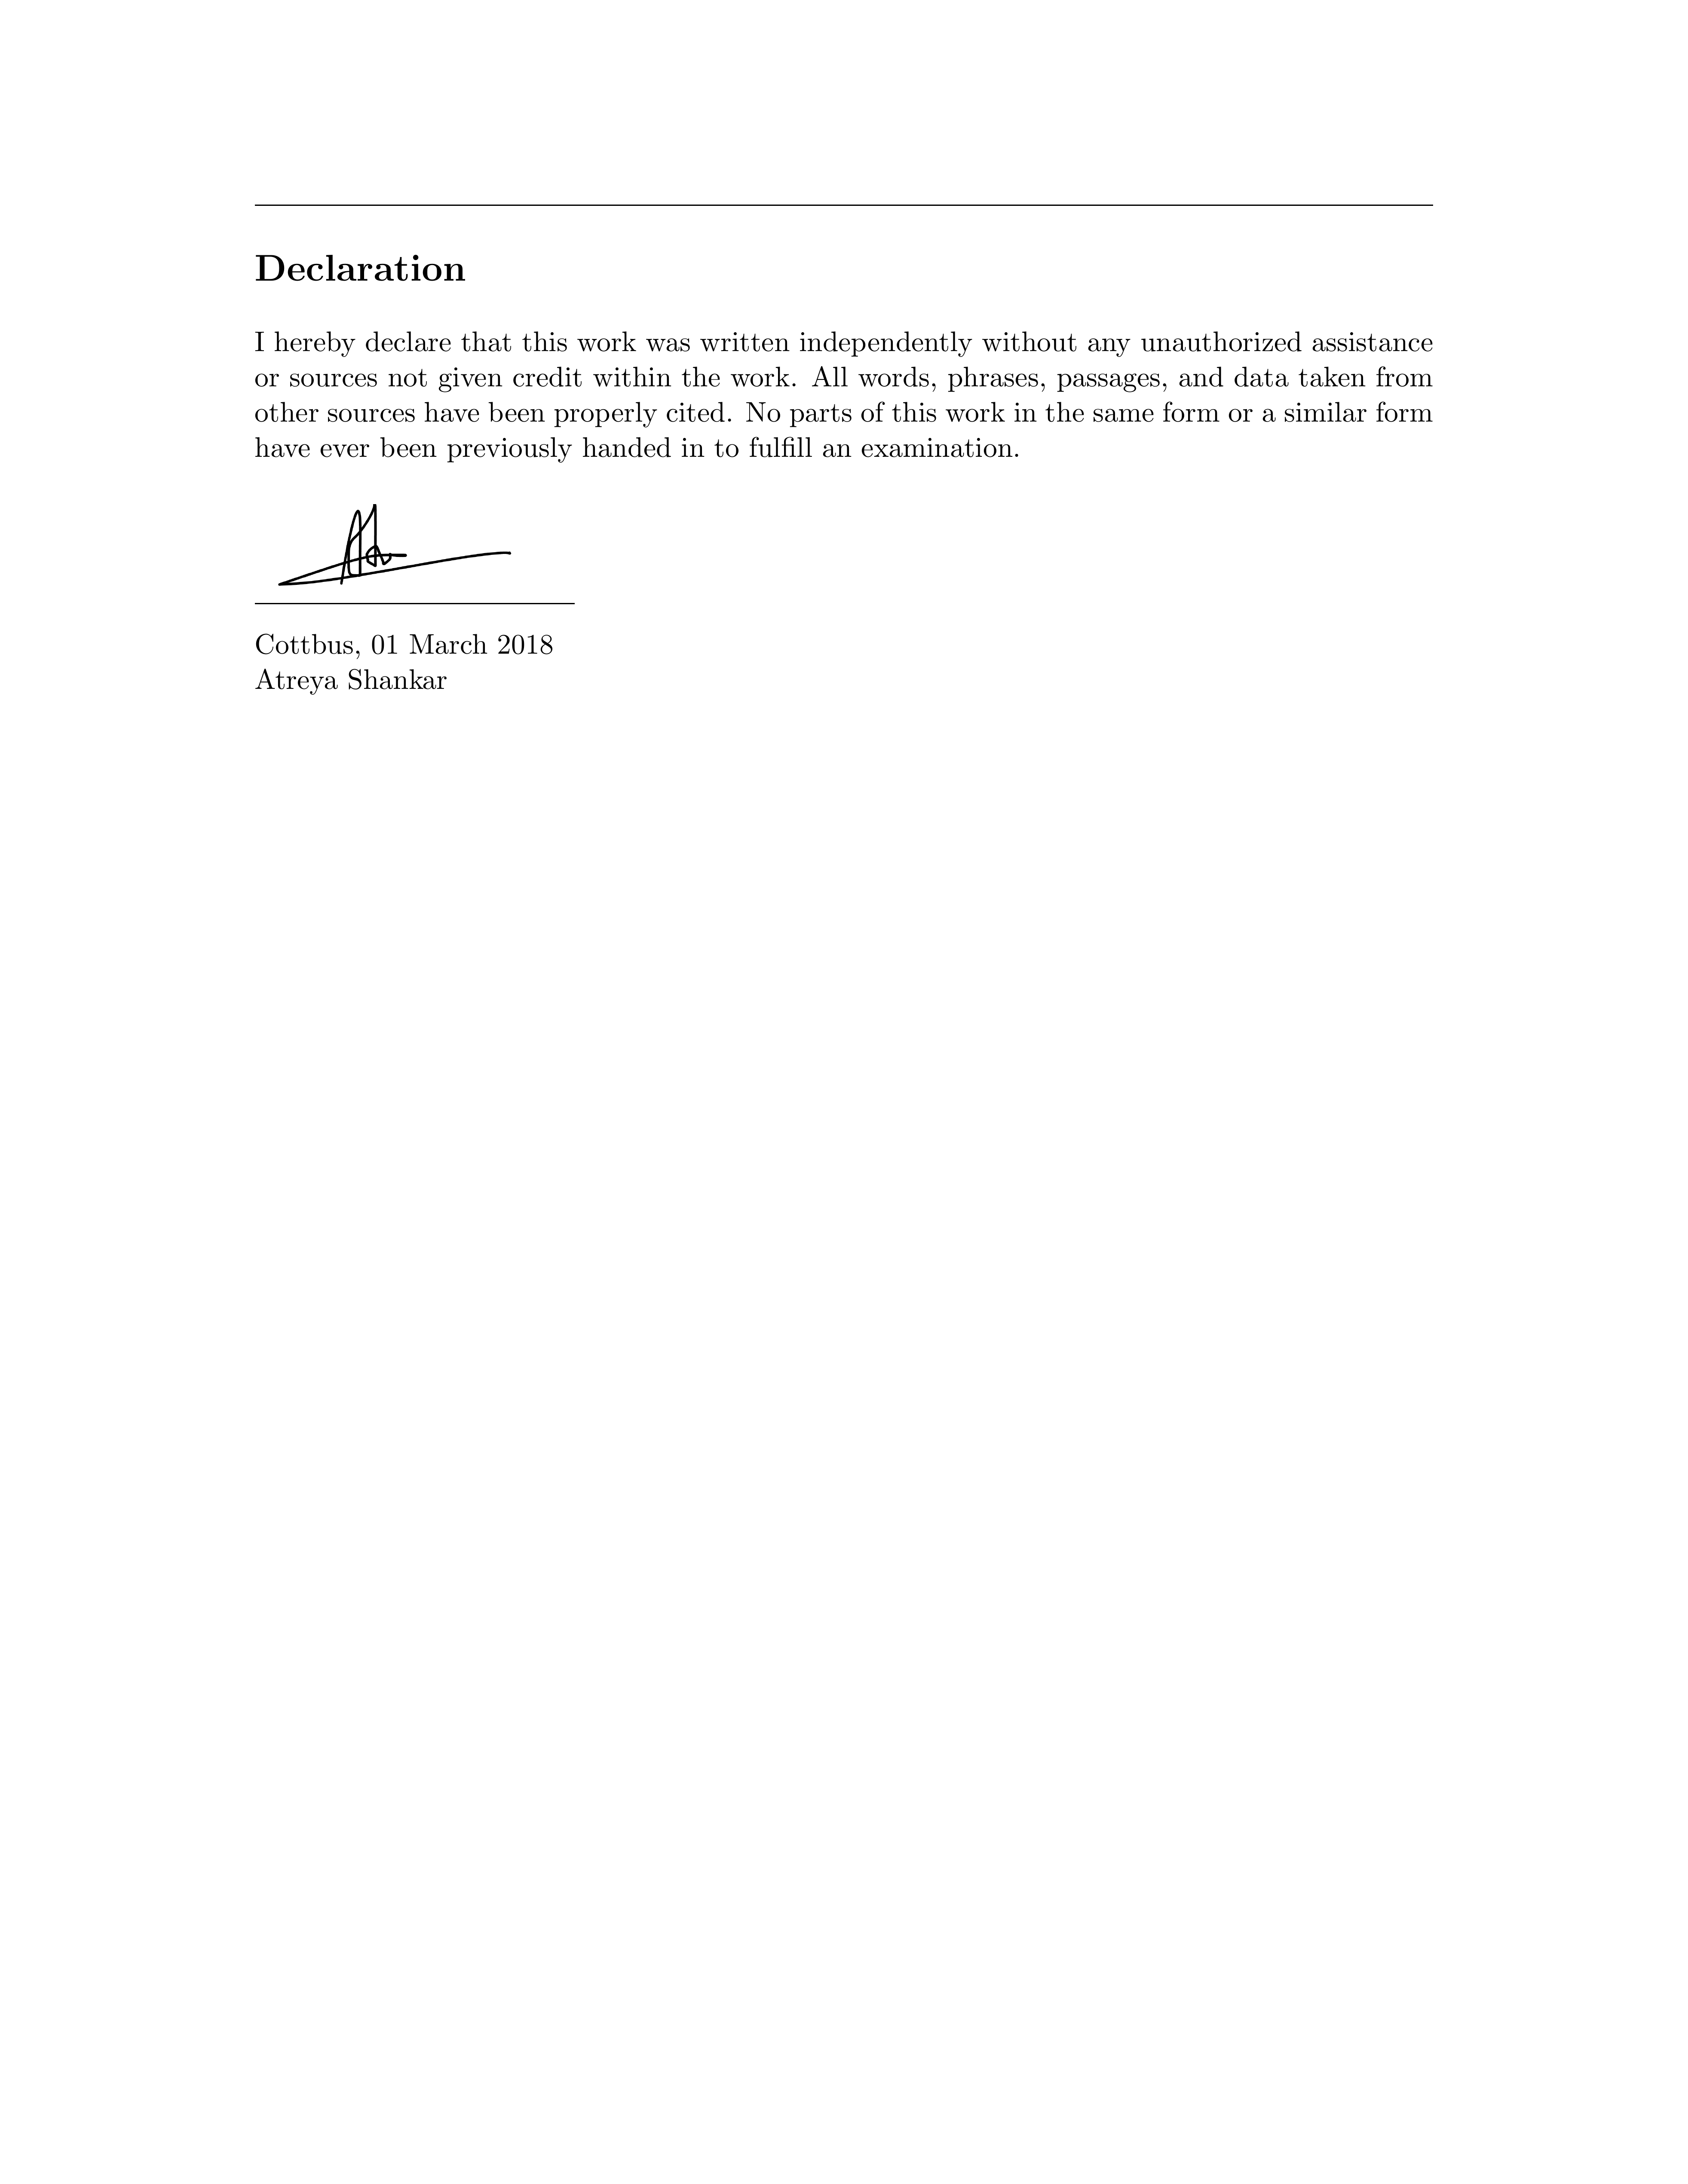 Declaration
I hereby declare that this work was written independently without any unauthorized assistance
or sources not given credit within the work. All words, phrases, passages, and data taken from
other sources have been properly cited. No parts of this work in the same form or a similar form
have ever been previously handed in to fulfill an examination.
Cottbus, 01 March 2018
Atreya Shankar